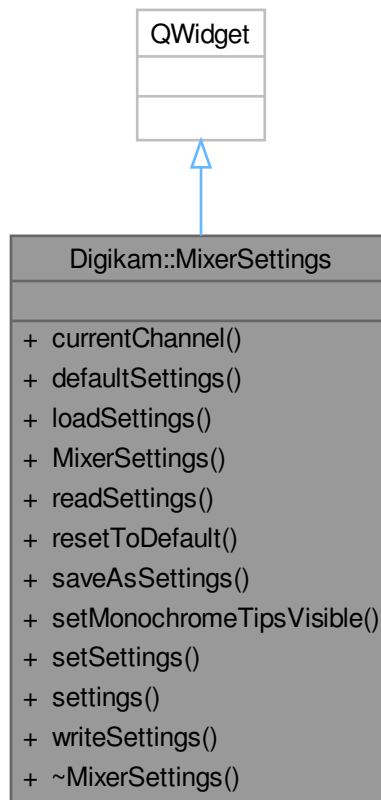 QWidget
Digikam::MixerSettings
+ currentChannel()
+ defaultSettings()
+ loadSettings()
+ MixerSettings()
+ readSettings()
+ resetToDefault()
+ saveAsSettings()
+ setMonochromeTipsVisible()
+ setSettings()
+ settings()
+ writeSettings()
+ ~MixerSettings()